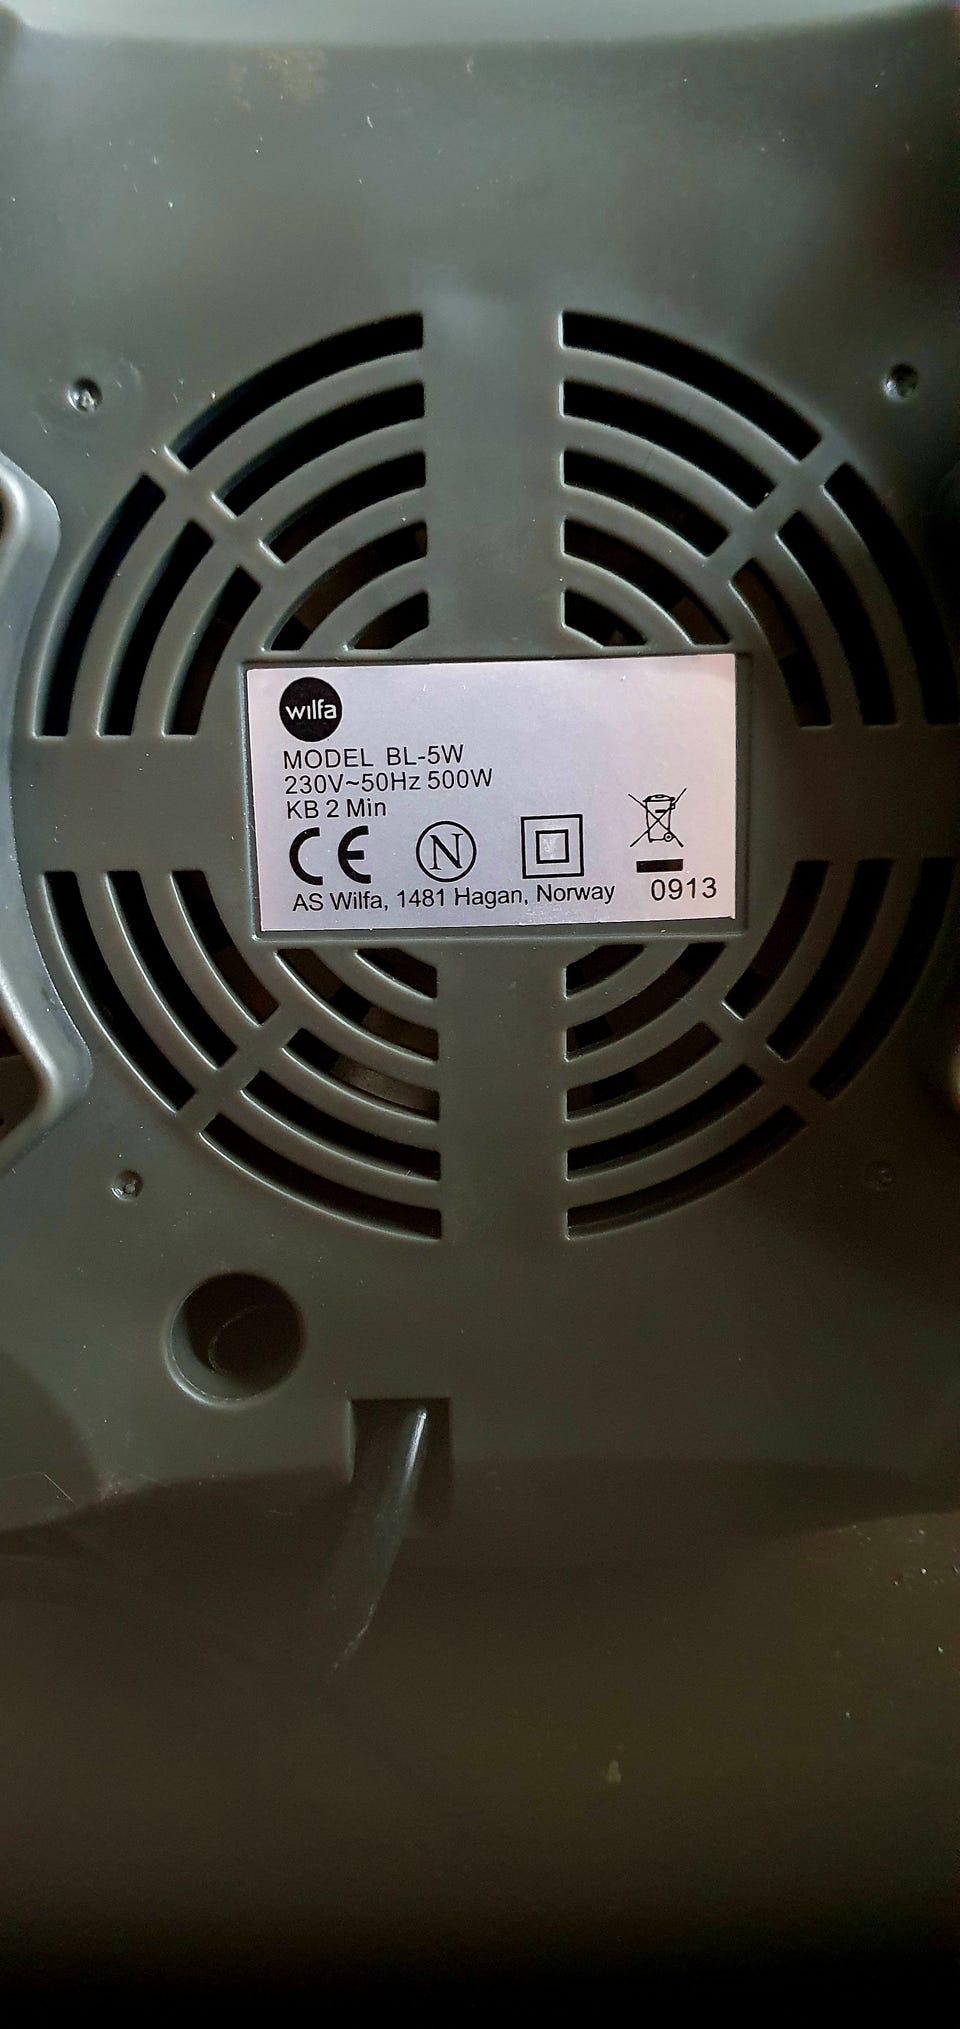 wilfa
MODEL BL-5W
230V~50Hz 500W
KB 2 Min
CE N
AS Wilfa, 1481 Hagan, Norway 0913